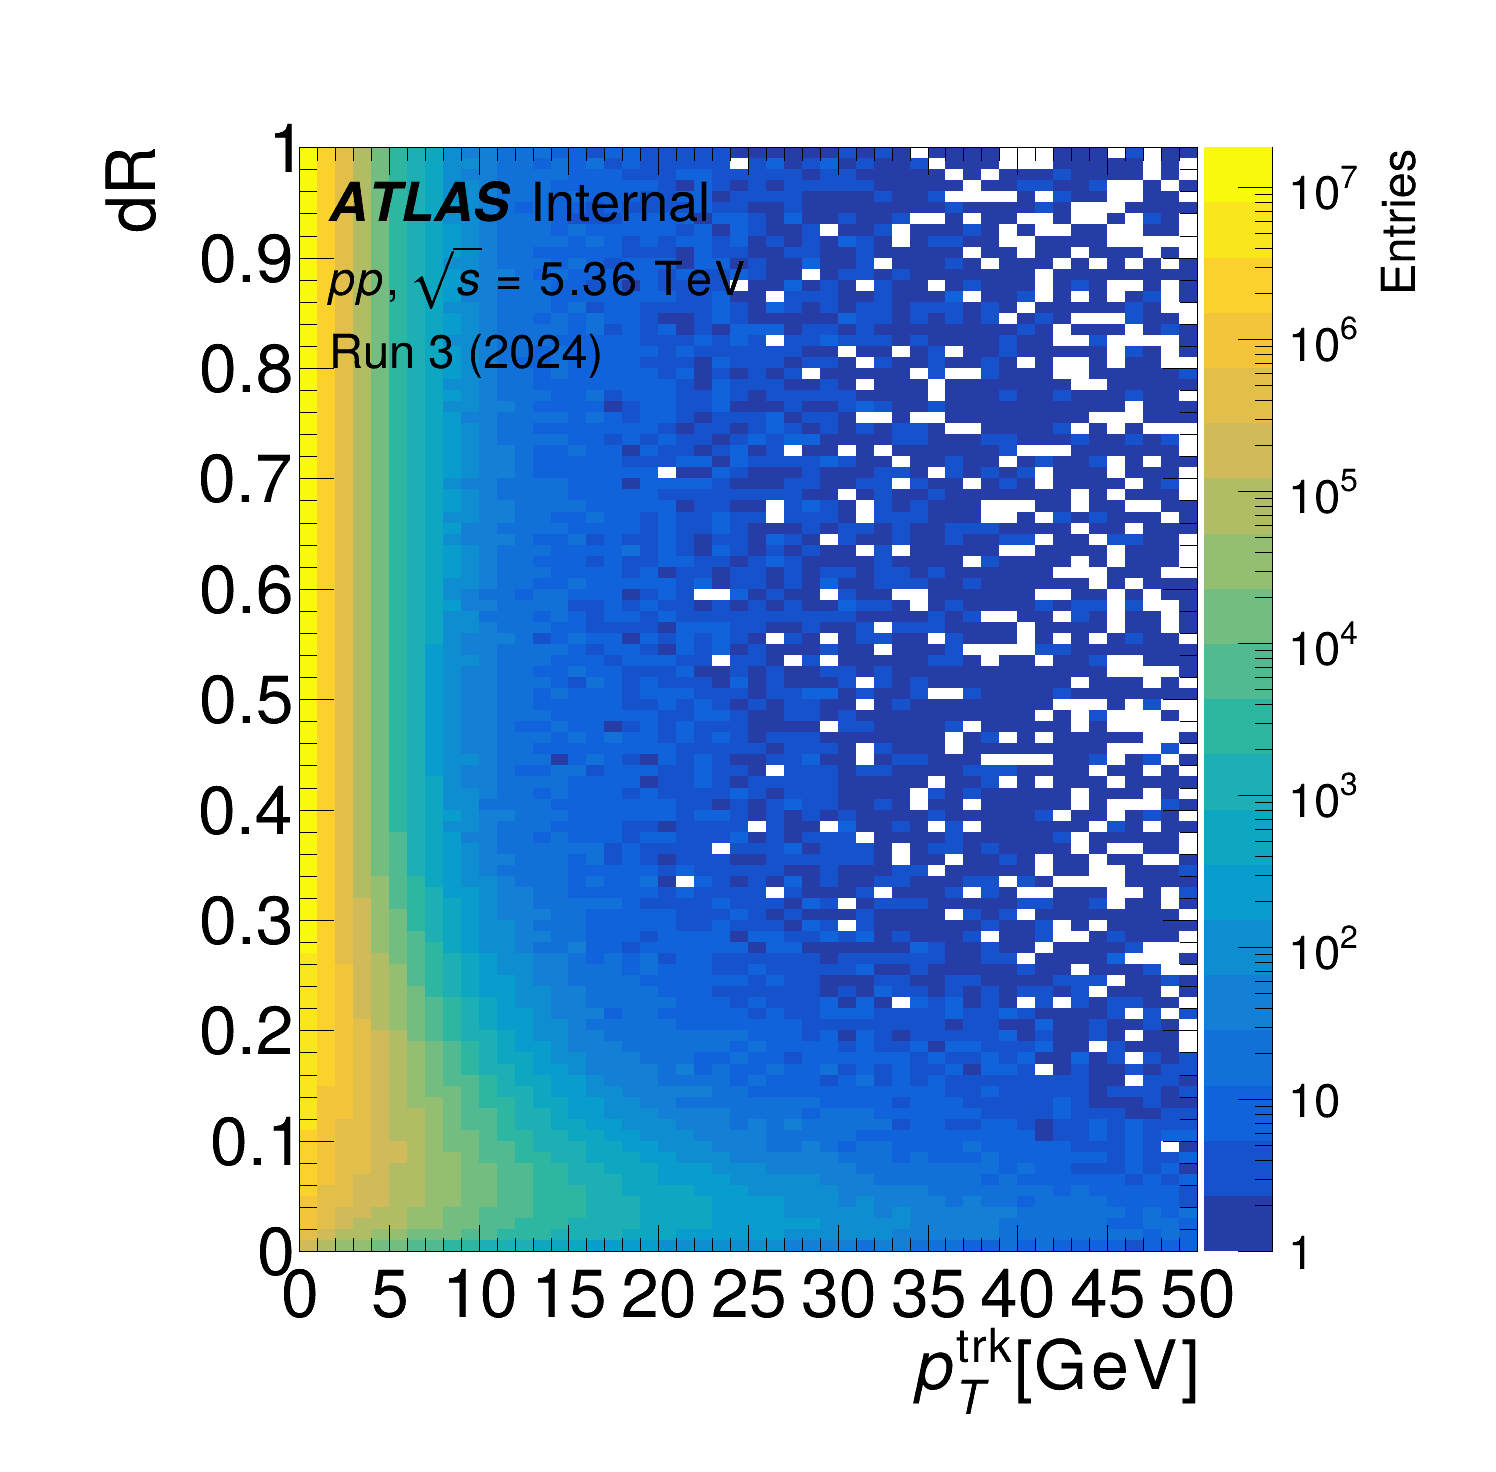 dR
Entries
ATLAS Internal
pp, √s = 5.36 TeV
Run 3 (2024)
1
0.9
0.8
0.7
0.6
0.5
0.4
0.3
0.2
0.1
0
0 5 10 15 20 25 30 35 40 45 50
p_T^trk [GeV]
10^7
10^6
10^5
10^4
10^3
10^2
10
1